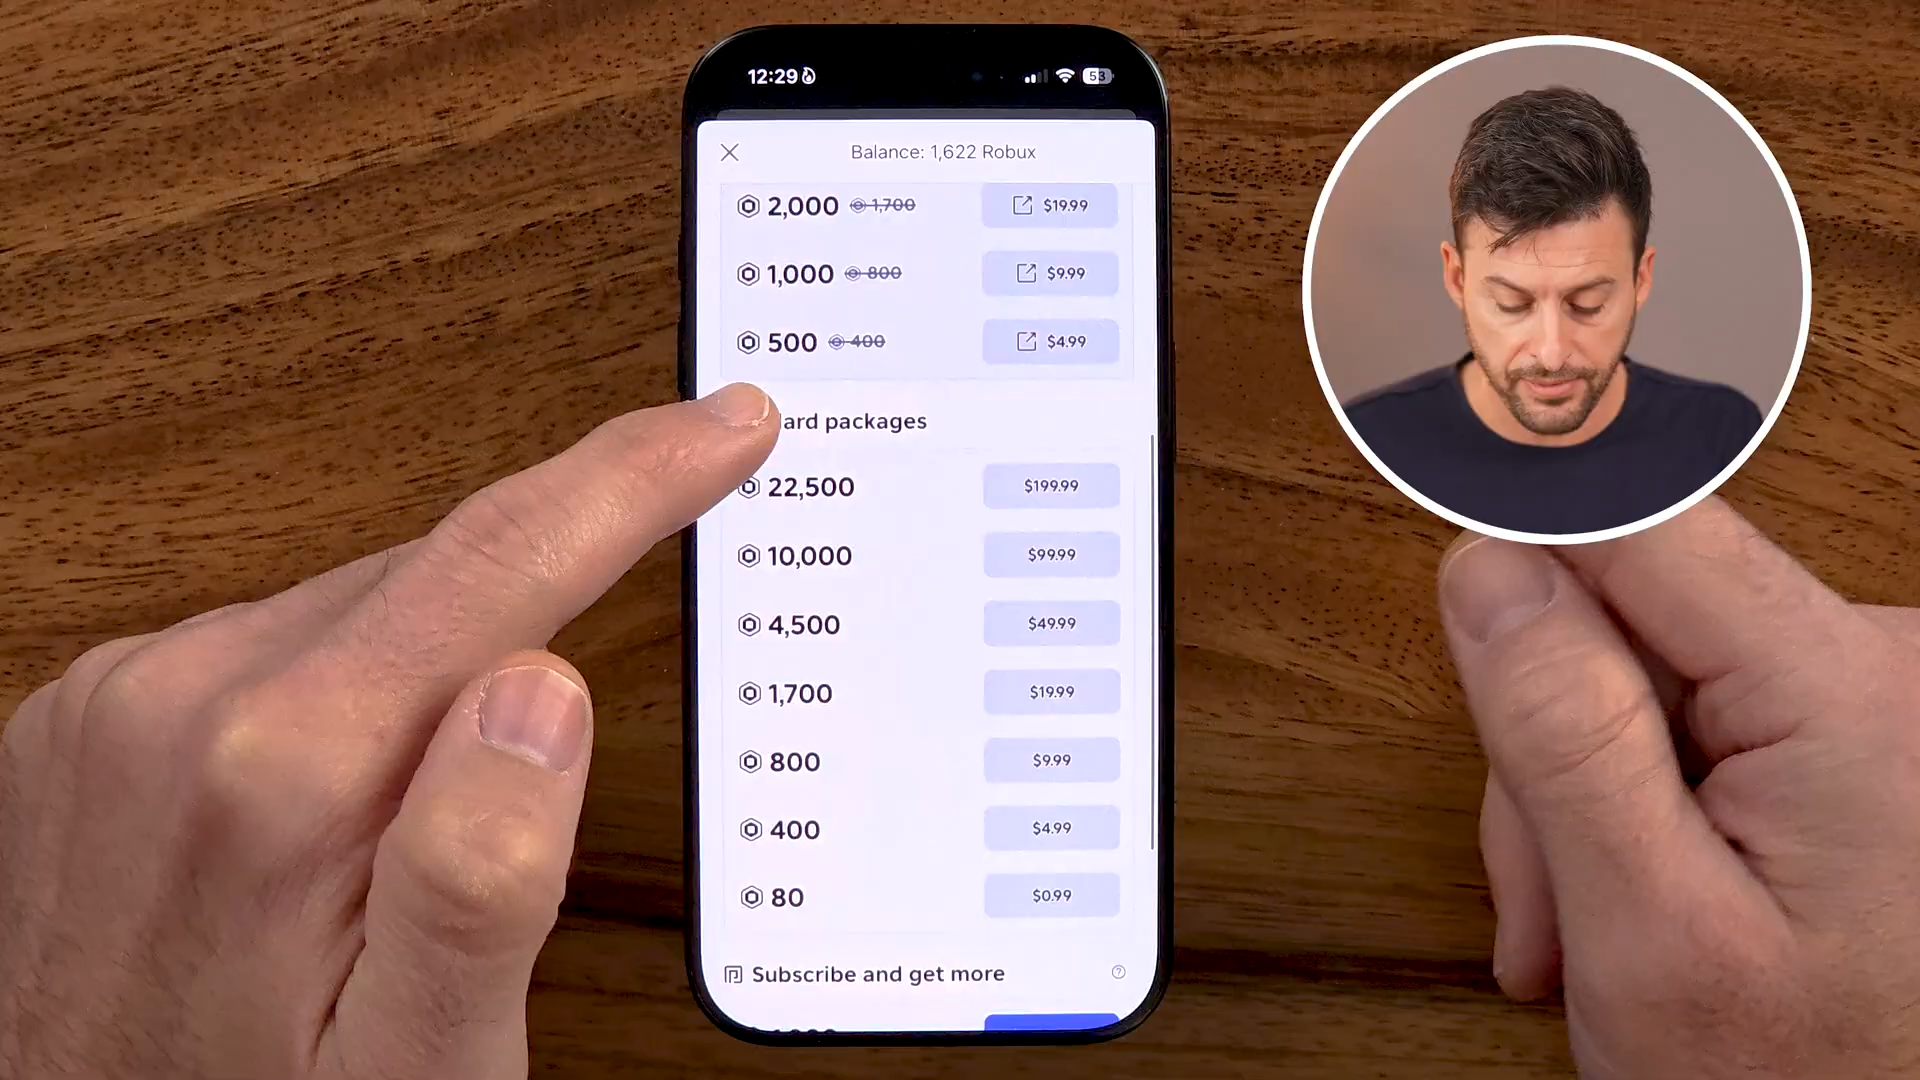 12:29 53
Balance: 1,622 Robux
2,000 1,700 $19.99
1,000 800 $9.99
500 400 $4.99
packages
22,500 $199.99
10,000 $99.99
4,500 $49.99
1,700 $19.99
800 $9.99
400 $4.99
80 $0.99
Subscribe and get more ?